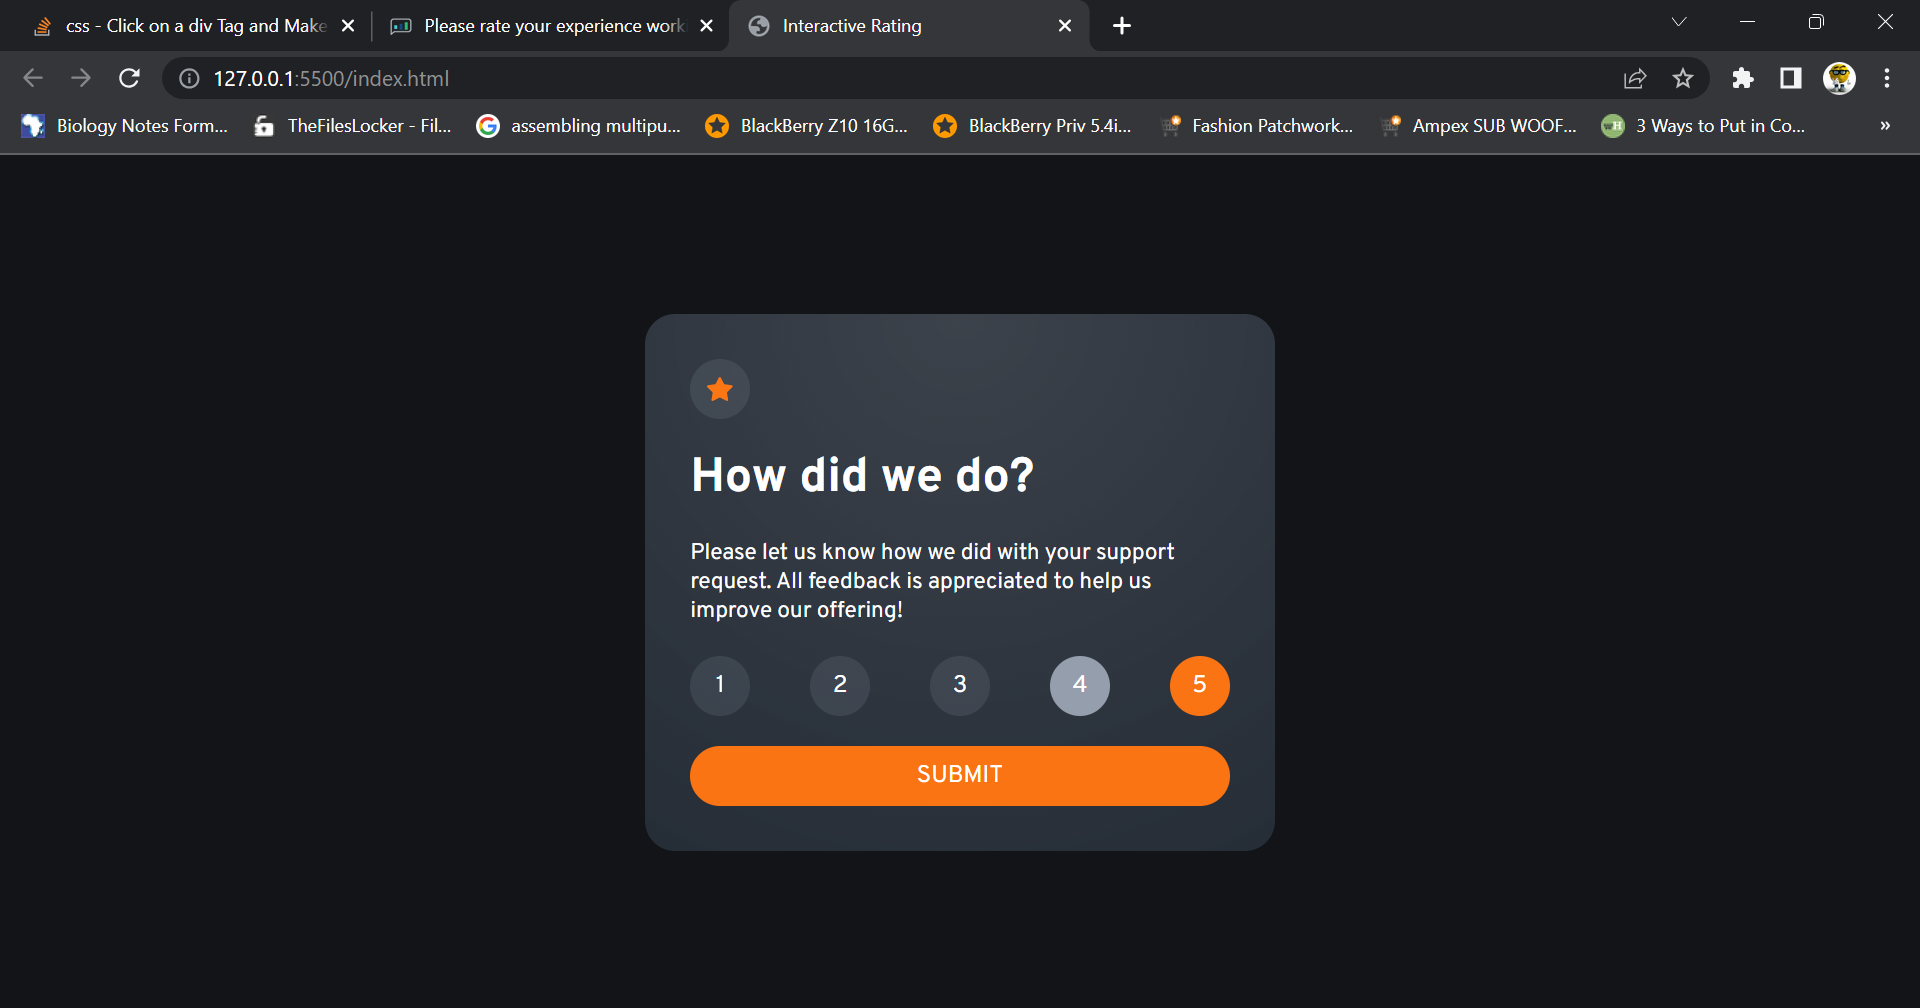 css - Click on a div Tag and Make
Please rate your experience work
Interactive Rating
127.0.0.1:5500/index.html
Biology Notes Form...
TheFilesLocker - Fil...
assembling multipu...
BlackBerry Z10 16G...
BlackBerry Priv 5.4i...
Fashion Patchwork...
Ampex SUB WOOF...
3 Ways to Put in Co...
How did we do?
Please let us know how we did with your support
request. All feedback is appreciated to help us
improve our offering!
1 2 3 4 5
SUBMIT